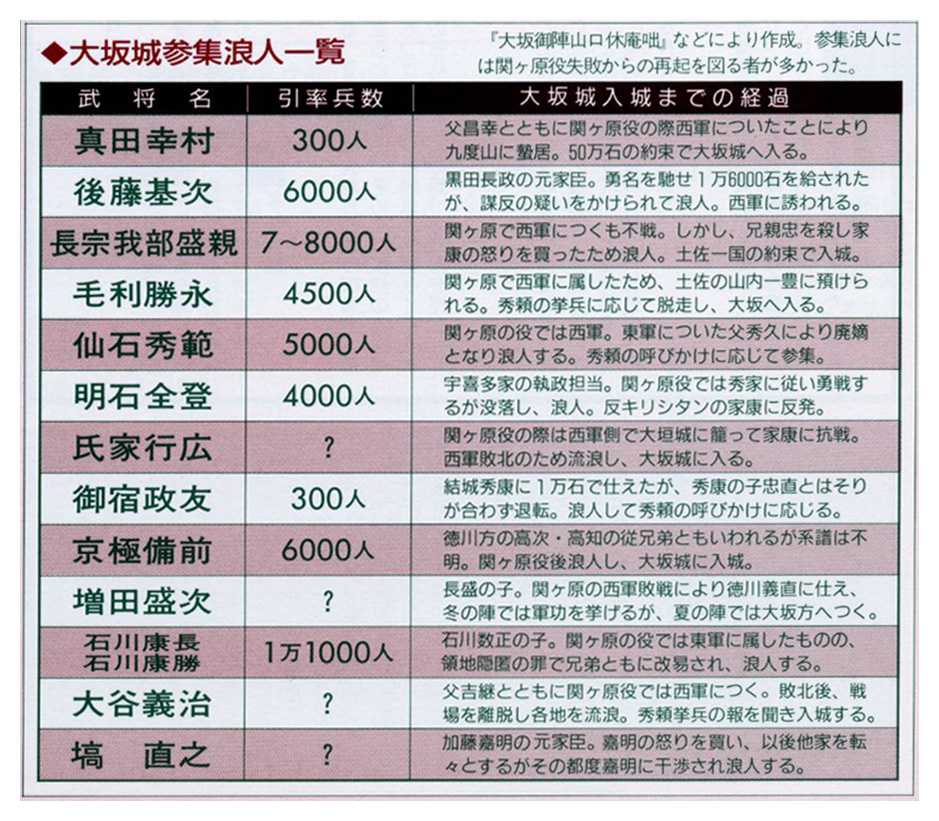 ◆大坂城参集浪人一覧
『大坂御陣山口休庵咄』などにより作成。参集浪人に
は関ヶ原役失敗からの再起を図る者が多かった。
武将名 引率兵数 大坂城入城までの経過
真田幸村 300人 父昌幸とともに関ヶ原役の際西軍についたことにより
九度山に蟄居。50万石の約束で大坂城へ入る。
後藤基次 6000人 黒田長政の元家臣。勇名を馳せ1万6000石を給された
が、謀反の疑いをかけられて浪人。西軍に誘われる。
長宗我部盛親 7〜8000人 関ヶ原で西軍につくも不戦。しかし、兄親忠を殺し家
康の怒りを買ったため浪人。土佐一国の約束で入城。
毛利勝永 4500人 関ヶ原で西軍に属したため、土佐の山内一豊に預けら
れる。秀頼の挙兵に応じて脱走し、大坂へ入る。
仙石秀範 5000人 関ヶ原の役では西軍。東軍についた父秀久により廃嫡
となり浪人する。秀頼の呼びかけに応じて参集。
明石全登 4000人 宇喜多家の執政担当。関ヶ原役では秀家に従い勇戦す
るが没落し、浪人。反キリシタンの家康に反発。
氏家行広 ? 関ヶ原役の際は西軍側で大垣城に籠って家康に抗戦。
西軍敗北のため流浪し、大坂城に入る。
御宿政友 300人 結城秀康に1万石で仕えたが、秀康の子忠直とはそり
が合わず退転。浪人して秀頼の呼びかけに応じる。
京極備前 6000人 徳川方の高次・高知の従兄弟ともいわれるが系譜は不
明。関ヶ原役後浪人し、大坂城に入城。
増田盛次 ? 長盛の子。関ヶ原の西軍敗戦により徳川義直に仕え、
冬の陣では軍功を挙げるが、夏の陣では大坂方へつく。
石川康長
石川康勝 1万1000人 石川数正の子。関ヶ原の役では東軍に属したものの、
領地隠匿の罪で兄弟ともに改易され、浪人する。
大谷義治 ? 父吉継とともに関ヶ原役では西軍につく。敗北後、戦
場を離脱し各地を流浪。秀頼挙兵の報を聞き入城する。
塙 直之 ? 加藤嘉明の元家臣。嘉明の怒りを買い、以後他家を転
々とするがその都度嘉明に干渉され浪人する。